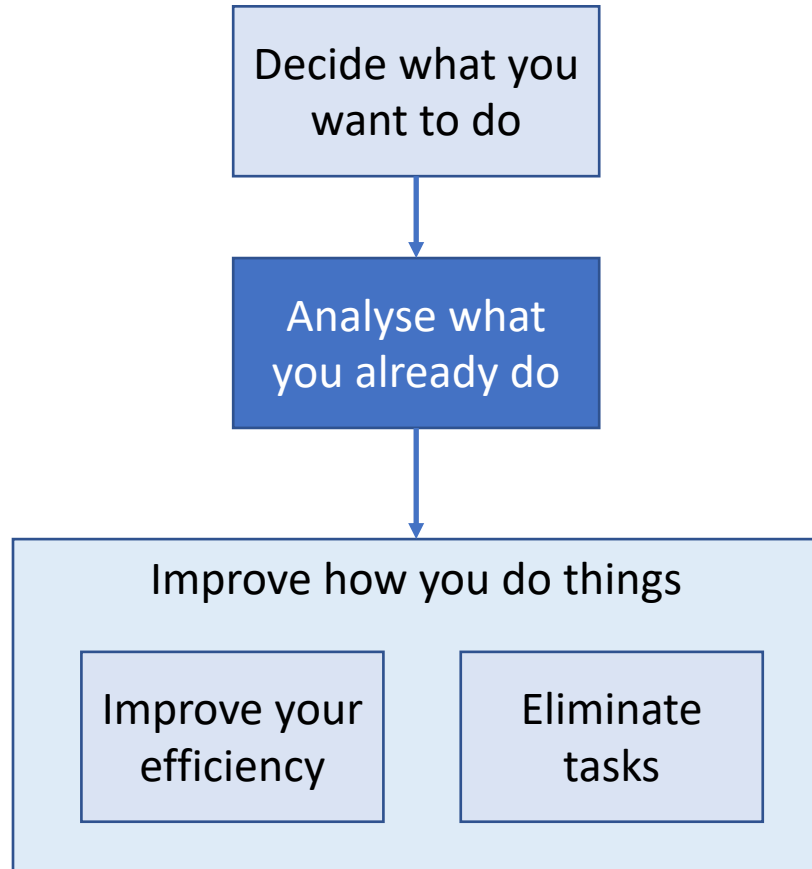 Decide what you
want to do
Analyse what
you already do
Improve how you do things
Improve your
efficiency
Eliminate
tasks